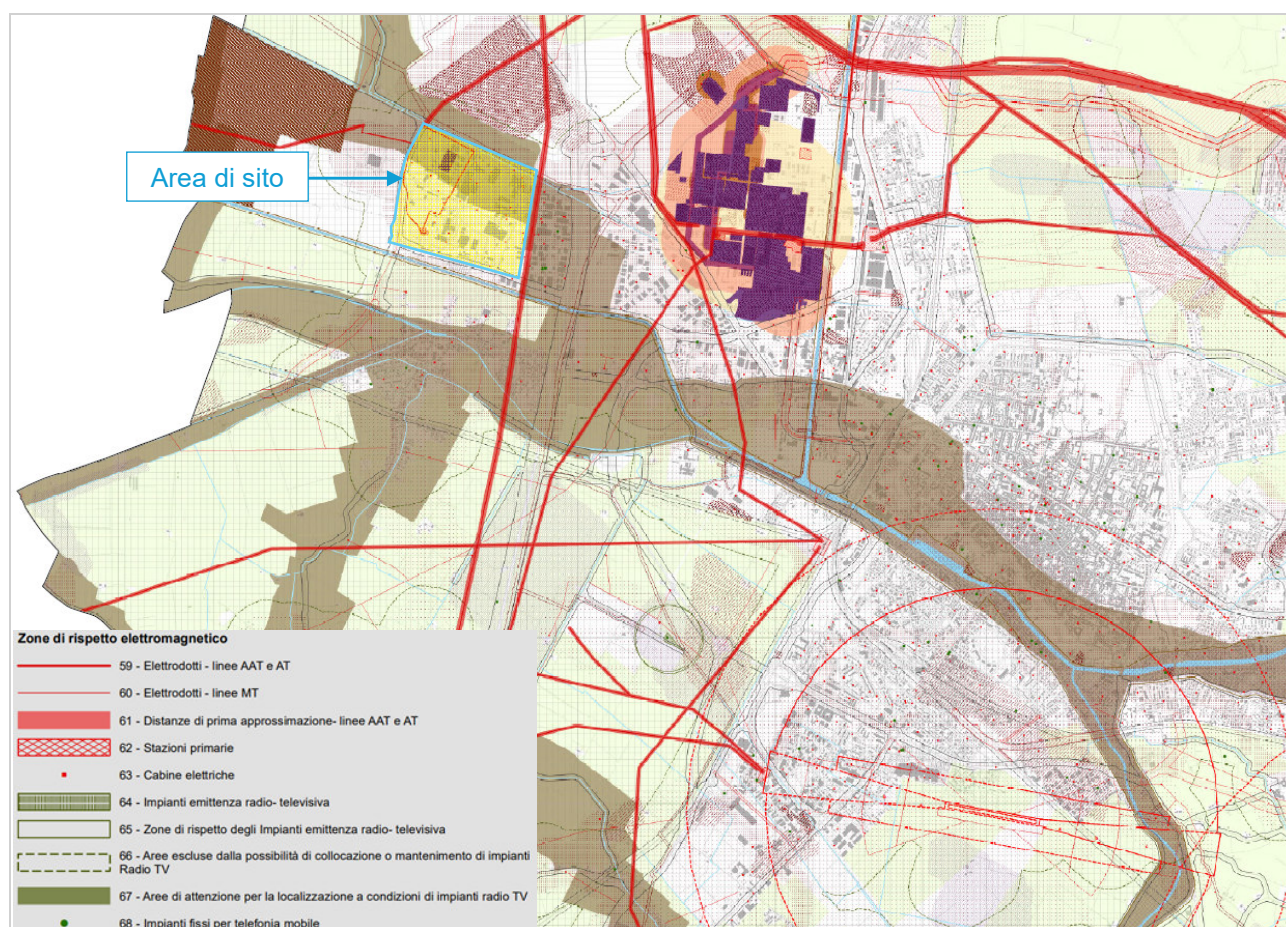 Area di sito
Zone di rispetto elettromagnetico
59 - Elettrodotti - linee AAT e AT
60 - Elettrodotti - linee MT
61 - Distanze di prima approssimazione- linee AAT e AT
62 - Stazioni primarie
63 - Cabine elettriche
64 - Impianti emittenza radio- televisiva
65 - Zone di rispetto degli Impianti emittenza radio- televisiva
66 - Aree escluse dalla possibilità di collocazione o mantenimento di impianti
Radio TV
67 - Aree di attenzione per la localizzazione a condizioni di impianti radio TV
68 - Impianti fissi per telefonia mobile